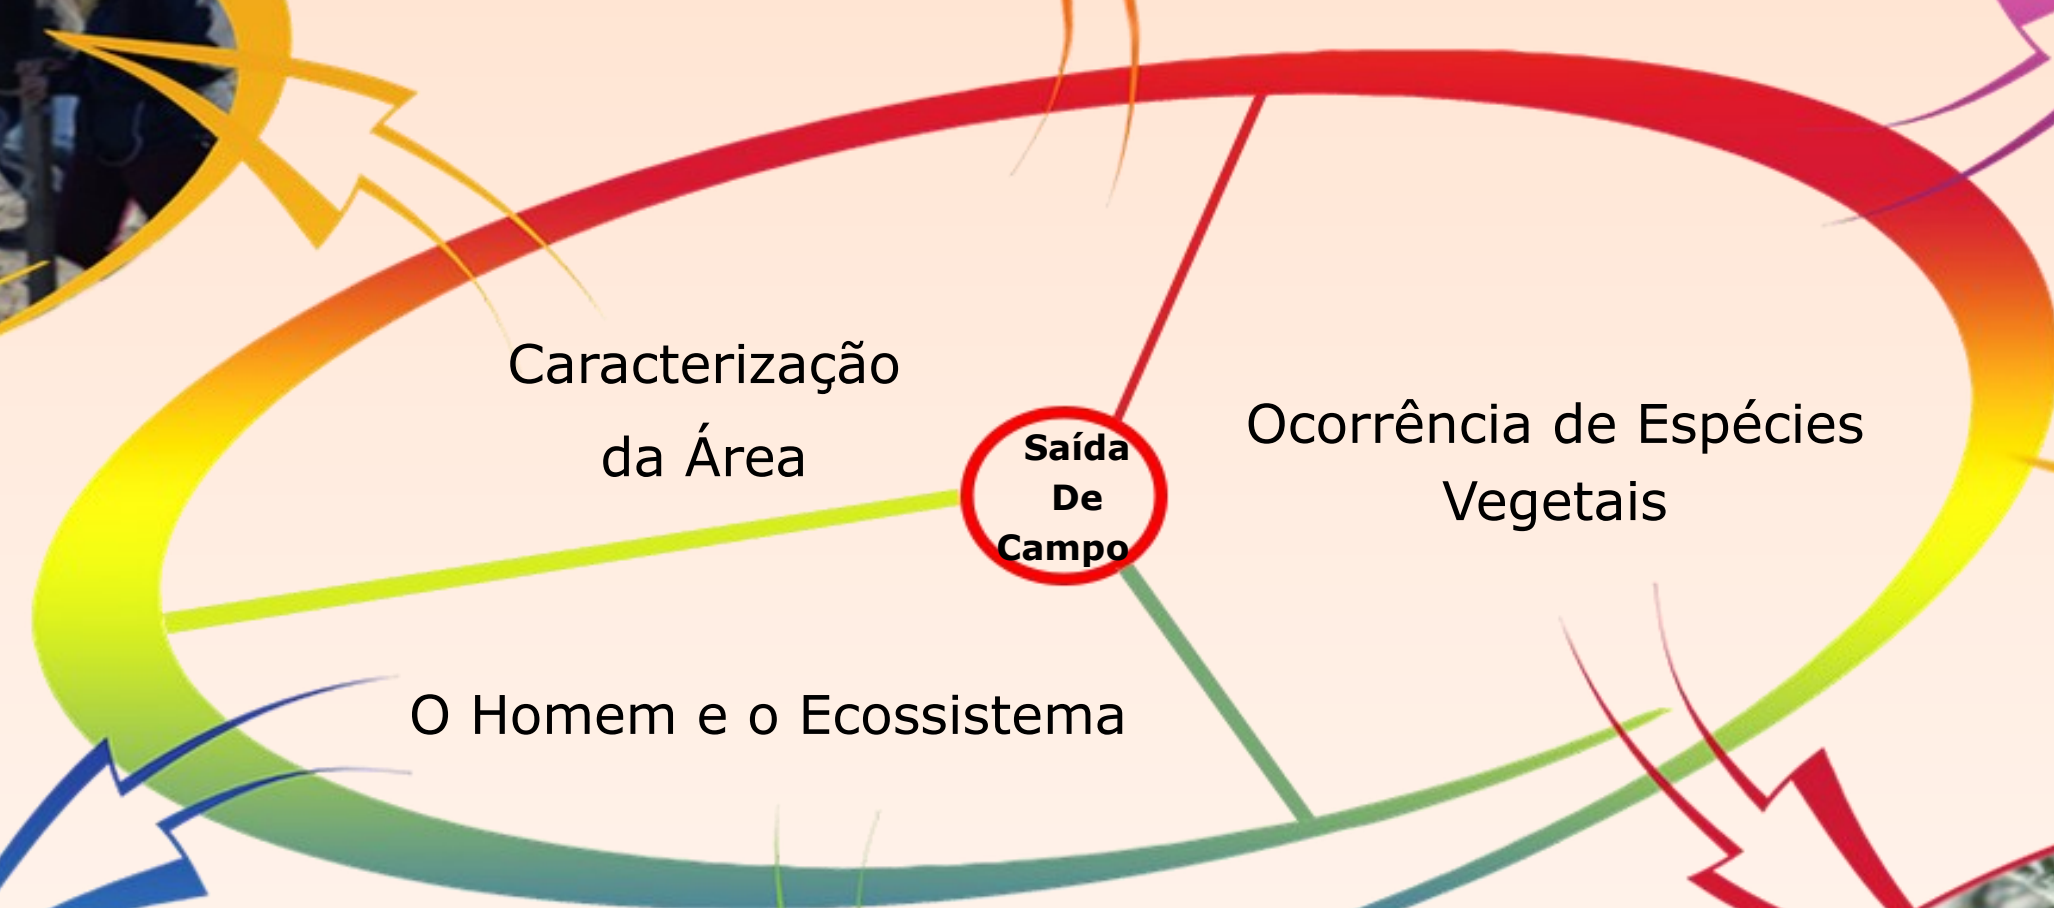 Caracterização
da Área
Saída
De
Campo
Ocorrência de Espécies
Vegetais
O Homem e o Ecossistema